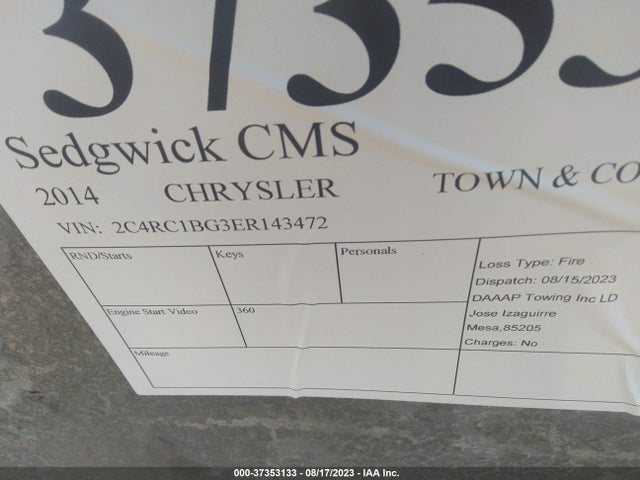 Sedgwick CMS
2014 CHRYSLER TOWN & CO
VIN: 2C4RC1BG3ER143472
RND/Starts Keys Personals
Loss Type: Fire
Dispatch: 08/15/2023
DAAAP Towing Inc LD
Jose Izaguirre
Mesa,85205
Charges: No
Engine Start Video 360
Mileage
000-37353133 - 08/17/2023 - IAA Inc.